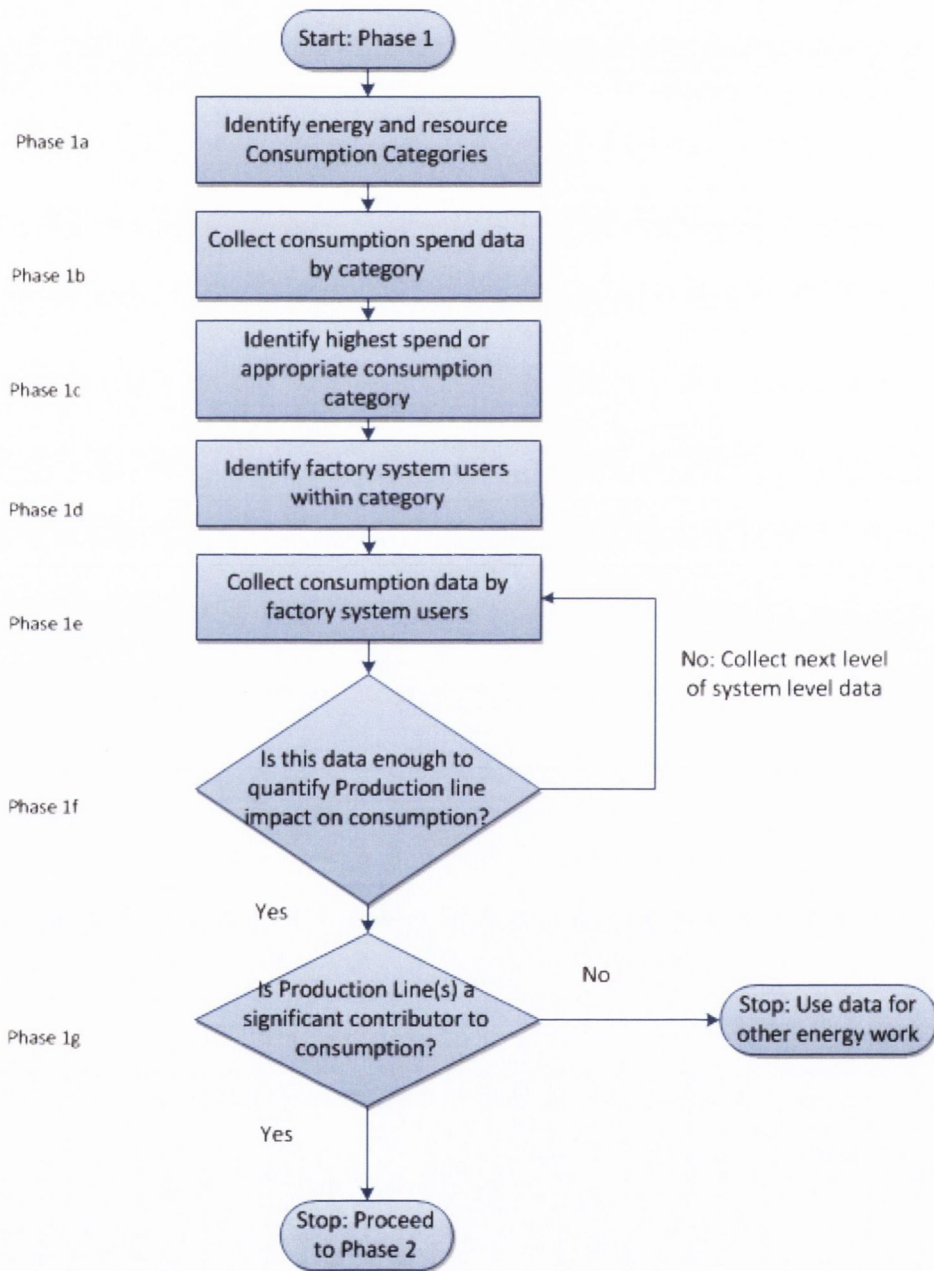 Start: Phase 1
Phase 1a
Identify energy and resource
Consumption Categories
Phase 1b
Collect consumption spend data
by category
Phase 1c
Identify highest spend or
appropriate consumption
category
Phase 1d
Identify factory system users
within category
Phase 1e
Collect consumption data by
factory system users
No: Collect next level
of system level data
Phase 1f
Is this data enough to
quantify Production line
impact on consumption?
Yes
Phase 1g
Is Production Line(s) a
significant contributor to
consumption?
No
Stop: Use data for
other energy work
Yes
Stop: Proceed
to Phase 2